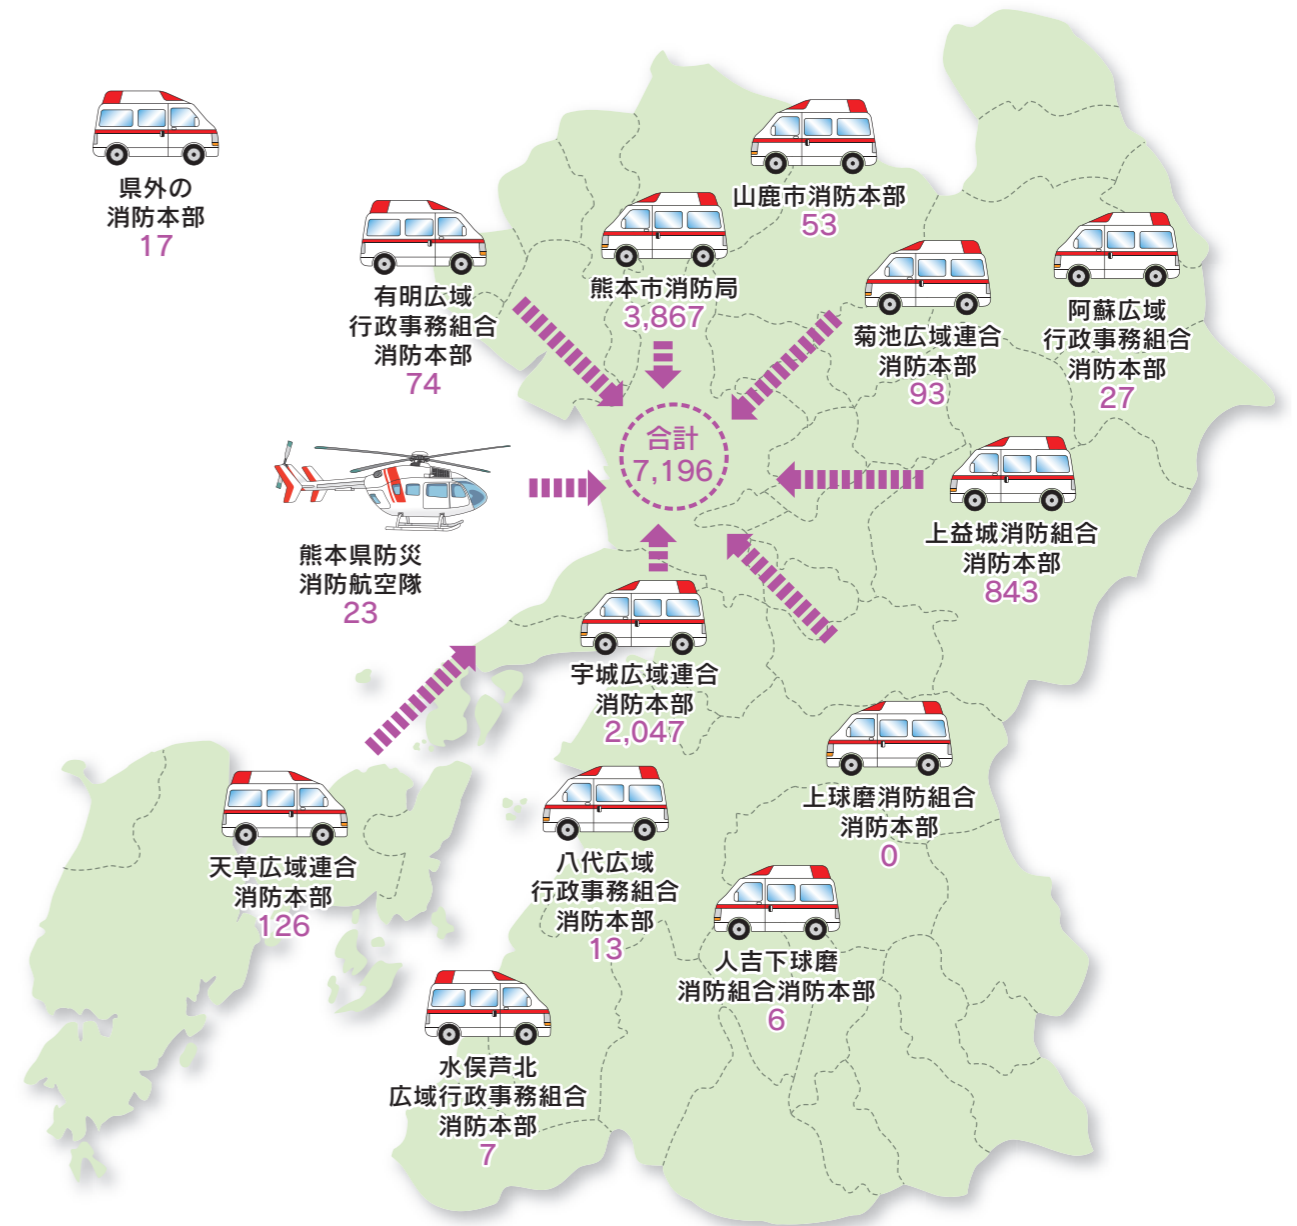 県外の
消防本部
17
山鹿市消防本部
53
有明広域
行政事務組合
消防本部
74
熊本市消防局
3,867
菊池広域連合
消防本部
93
阿蘇広域
行政事務組合
消防本部
27
合計
7,196
熊本県防災
消防航空隊
23
上益城消防組合
消防本部
843
宇城広域連合
消防本部
2,047
上球磨消防組合
消防本部
0
天草広域連合
消防本部
126
八代広域
行政事務組合
消防本部
13
人吉下球磨
消防組合消防本部
6
水俣芦北
広域行政事務組合
消防本部
7